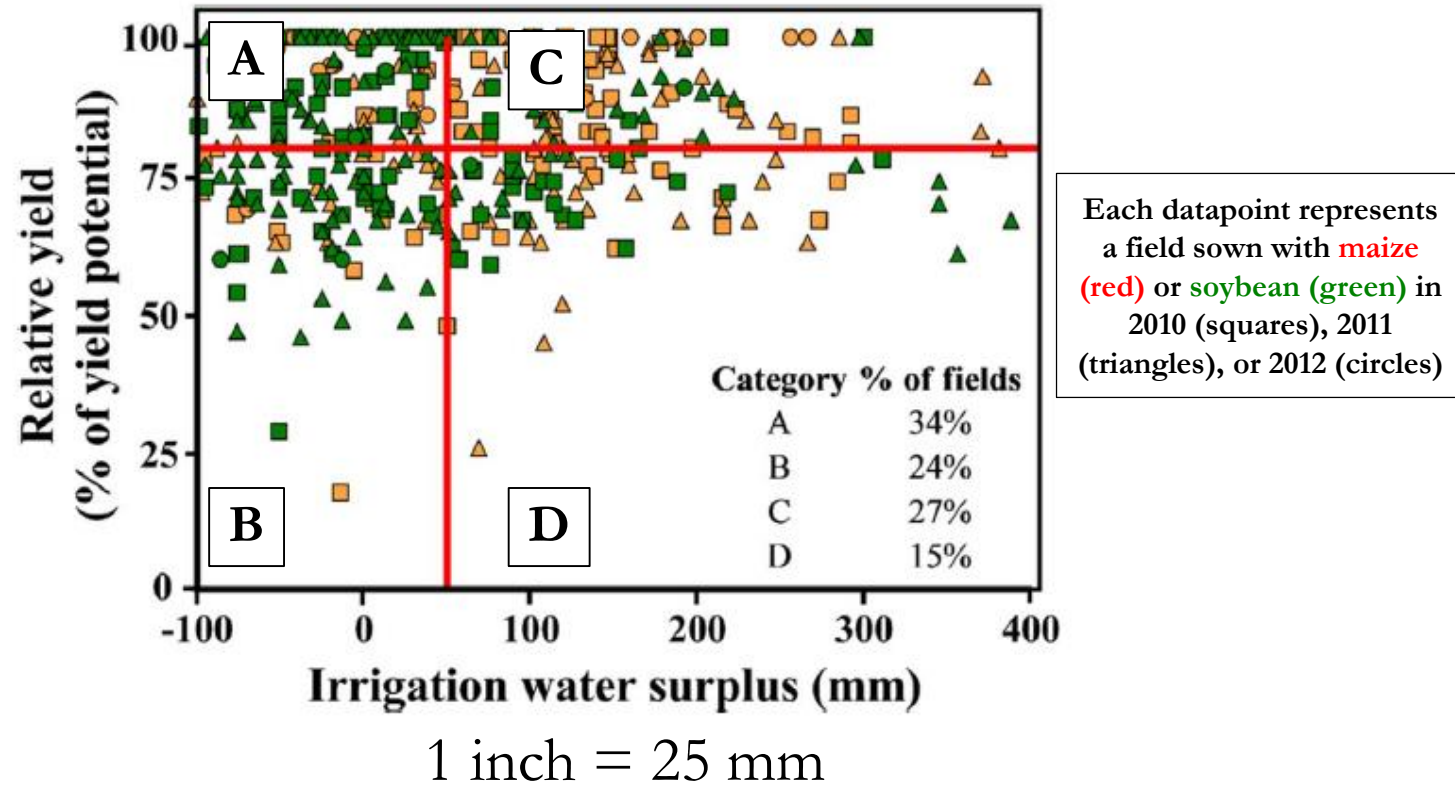 Relative yield
(% of yield potential)
100
75
50
25
0
A
C
B
D
Category % of fields
A 34%
B 24%
C 27%
D 15%
-100 0 100 200 300 400
Irrigation water surplus (mm)
1 inch = 25 mm
Each datapoint represents
a field sown with maize
(red) or soybean (green) in
2010 (squares), 2011
(triangles), or 2012 (circles)